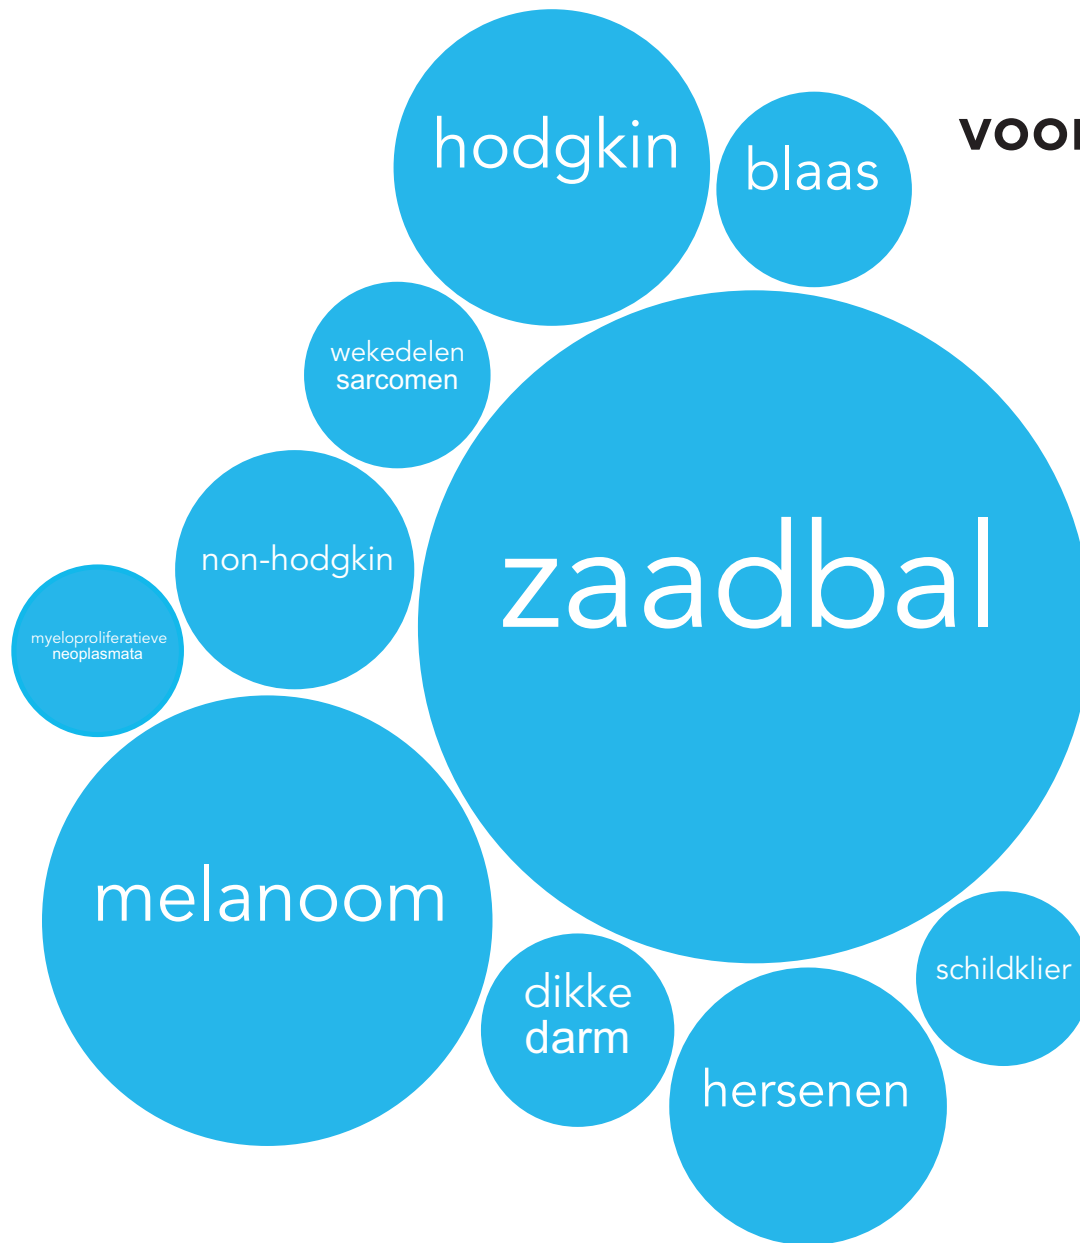 hodgkin
blaas
wekedelen
sarcomen
non-hodgkin
zaadbal
myeloproliferatieve
neoplasmata
melanoom
schildklier
dikke
darm
hersenen